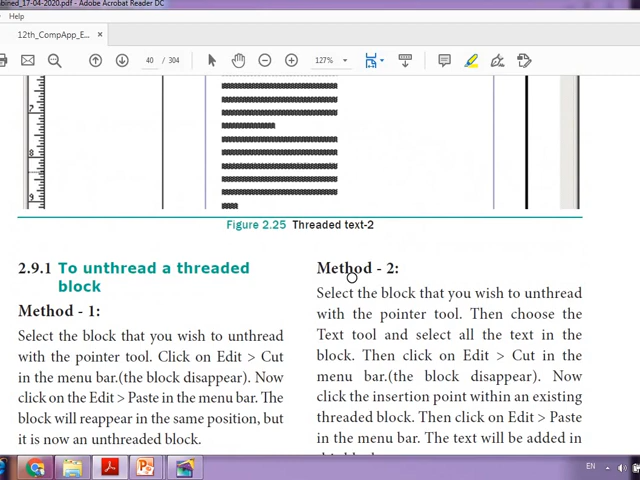 bined_17-04-2020.pdf - Adobe Acrobat Reader DC
Help
12th_CompApp_E... ×
40 / 304
127%
7
8
9
Figure 2.25 Threaded text-2
2.9.1 To unthread a threaded
block
Method - 1:
Select the block that you wish to unthread
with the pointer tool. Click on Edit > Cut
in the menu bar.(the block disappear). Now
click on the Edit > Paste in the menu bar. The
block will reappear in the same position, but
it is now an unthreaded block.
Method - 2:
Select the block that you wish to unthread
with the pointer tool. Then choose the
Text tool and select all the text in the
block. Then click on Edit > Cut in the
menu bar.(the block disappear). Now
click the insertion point within an existing
threaded block. Then click on Edit > Paste
in the menu bar. The text will be added in
EN